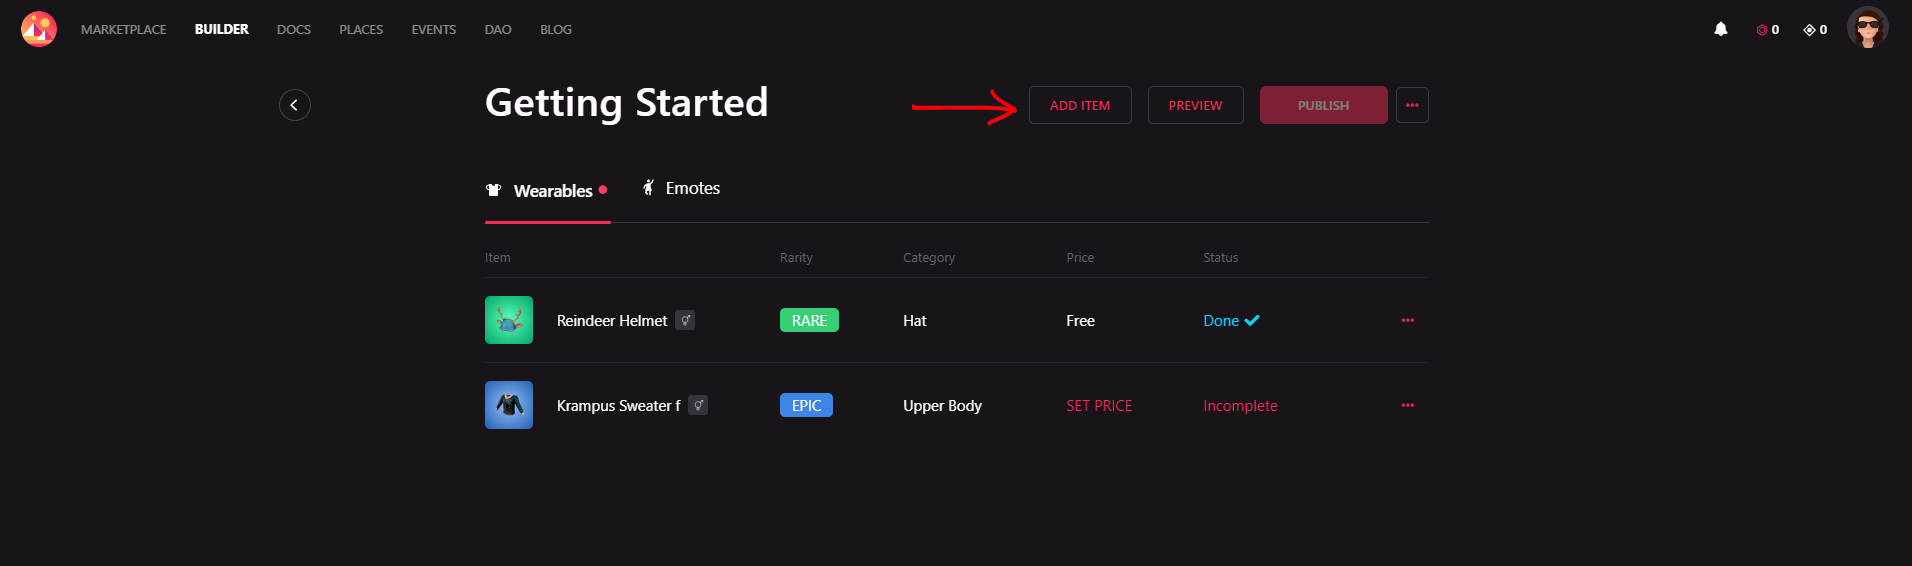 MARKETPLACE BUILDER DOCS PLACES EVENTS DAO BLOG 0 0
Getting Started ADD ITEM PREVIEW PUBLISH
Wearables Emotes
Item Rarity Category Price Status
Reindeer Helmet RARE Hat Free Done
Krampus Sweater f EPIC Upper Body SET PRICE Incomplete